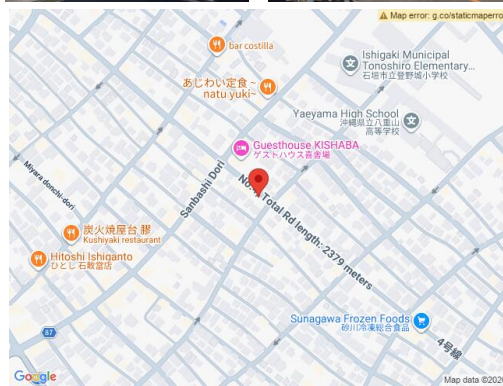 Map error: g.co/staticmaperro
bar costilla
Ishigaki Municipal
Tonoshiro Elementary...
石垣市立登野城小学校
あじわい定食 ~
natu yuki~
Yaeyama High School
沖縄県立八重山
高等学校
Guesthouse KISHABA
ゲストハウス喜舎場
Miyara donchi-dori
Sanbashi Dori
Total Rd length: 2379 meters
炭火焼屋台 膠
Kushiyaki restaurant
Hitoshi Ishiganto
ひとし 石敢當店
Sunagawa Frozen Foods
砂川冷凍総合食品
87
4号線
Google
Map data ©202